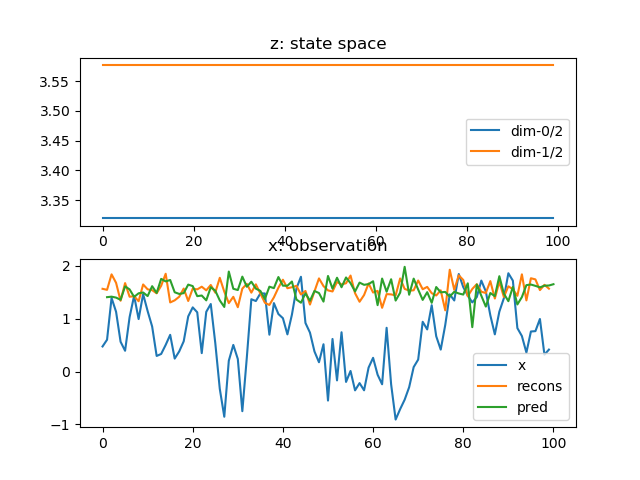 z: state space
3.55
3.50
3.45
3.40
3.35
dim-0/2
dim-1/2
0 20 40 60 80 100
x: observation
2
1
0
−1
x
recons
pred
0 20 40 60 80 100